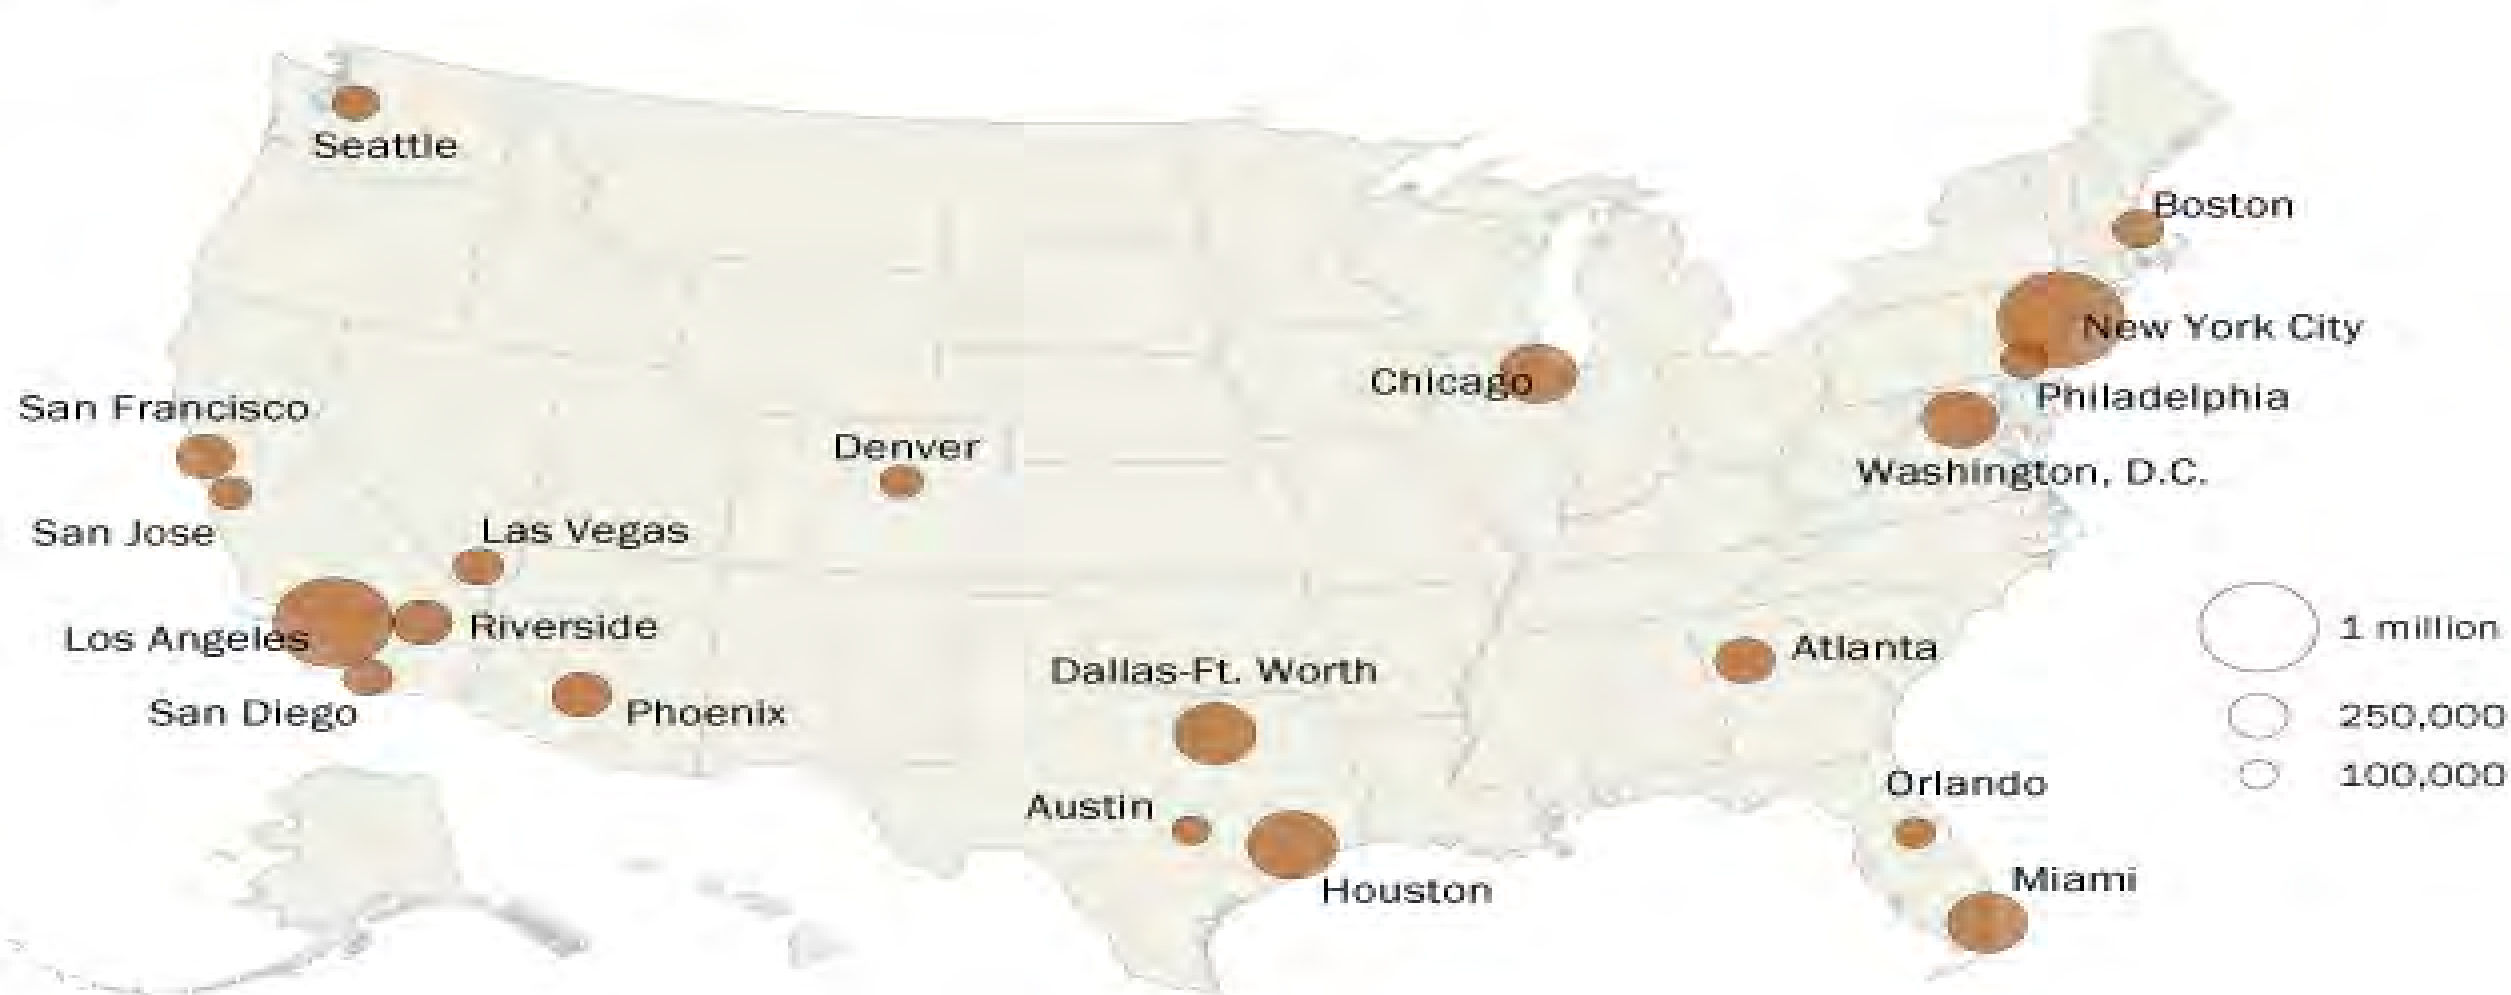 Seattle
Boston
New York City
Chicago
Philadelphia
San Francisco
Denver
Washington, D.C.
San Jose
Las Vegas
Riverside
Los Angeles
1 million
Atlanta
Dallas-Ft. Worth
San Diego
Phoenix
250,000
100,000
Orlando
Austin
Miami
Houston